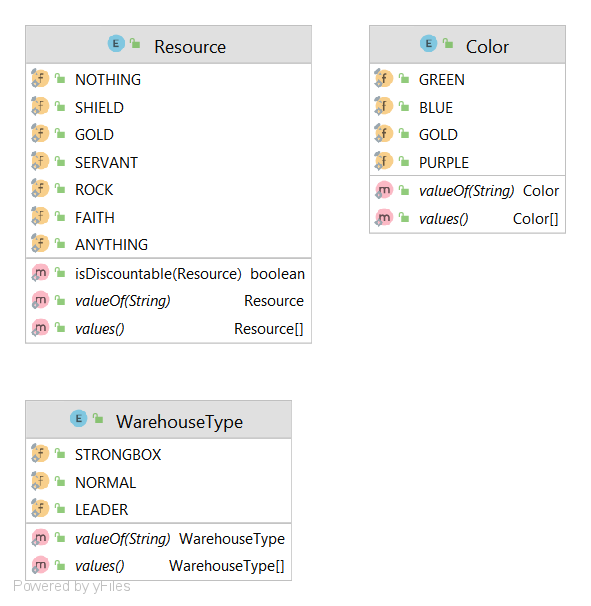 Resource
NOTHING
SHIELD
GOLD
SERVANT
ROCK
FAITH
ANYTHING
isDiscountable(Resource) boolean
valueOf(String) Resource
values() Resource[]
Color
GREEN
BLUE
GOLD
PURPLE
valueOf(String) Color
values() Color[]
WarehouseType
STRONGBOX
NORMAL
LEADER
valueOf(String) WarehouseType
values() WarehouseType[]
Powered by yFiles